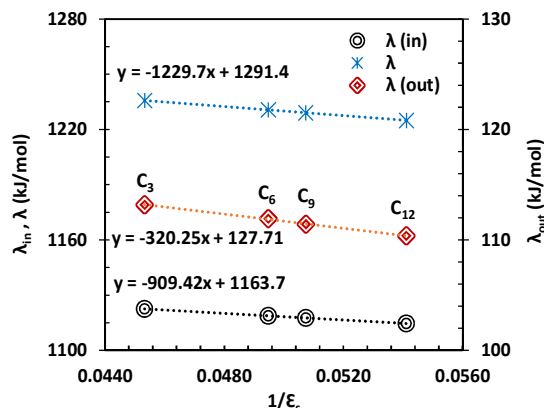 1280
130
λ (in)
λ
λ (out)
y = -1229.7x + 1291.4
1220
120
λin , λ (kJ/mol)
λout (kJ/mol)
C3
C6
C9
C12
1160
110
y = -320.25x + 127.71
y = -909.42x + 1163.7
1100
100
0.0440
0.0480
0.0520
0.0560
1/Ɛs